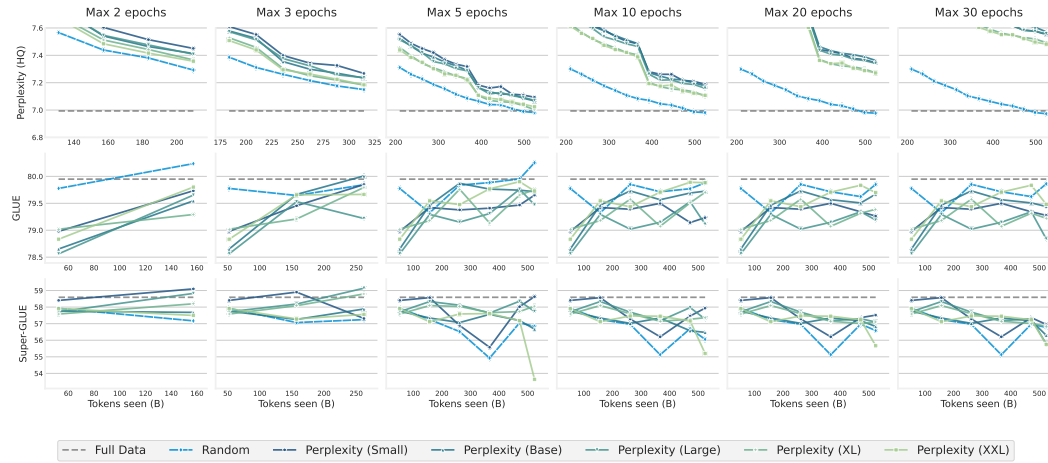 Max 2 epochs Max 3 epochs Max 5 epochs Max 10 epochs Max 20 epochs Max 30 epochs
Perplexity (HQ)
7.6
7.4
7.2
7.0
6.8
140 160 180 200 175 200 225 250 275 300 325 200 300 400 500 200 300 400 500 200 300 400 500 200 300 400 500
GLUE
80.0
79.5
79.0
78.5
60 80 100 120 140 160 50 100 150 200 250 100 200 300 400 500 100 200 300 400 500 100 200 300 400 500 100 200 300 400 500
Super-GLUE
59
58
57
56
55
54
60 80 100 120 140 160 50 100 150 200 250 100 200 300 400 500 100 200 300 400 500 100 200 300 400 500 100 200 300 400 500
Tokens seen (B) Tokens seen (B) Tokens seen (B) Tokens seen (B) Tokens seen (B) Tokens seen (B)
Full Data Random Perplexity (Small) Perplexity (Base) Perplexity (Large) Perplexity (XL) Perplexity (XXL)